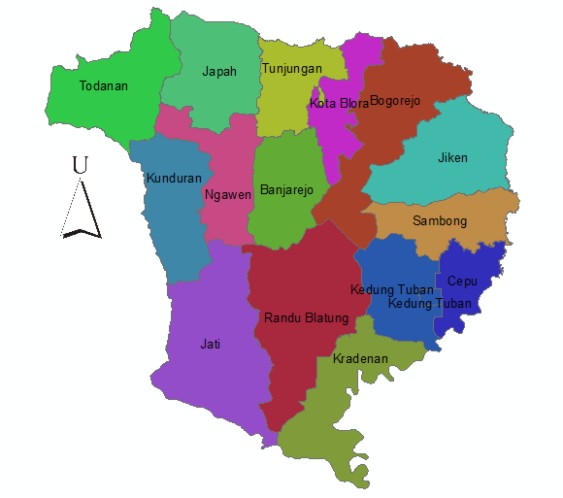 Todanan
Japah
Tunjungan
Kota Blora
Bogorejo
Jiken
U
Kunduran
Ngawen
Banjarejo
Sambong
Cepu
Kedung Tuban
Kedung Tuban
Randu Blatung
Jati
Kradenan